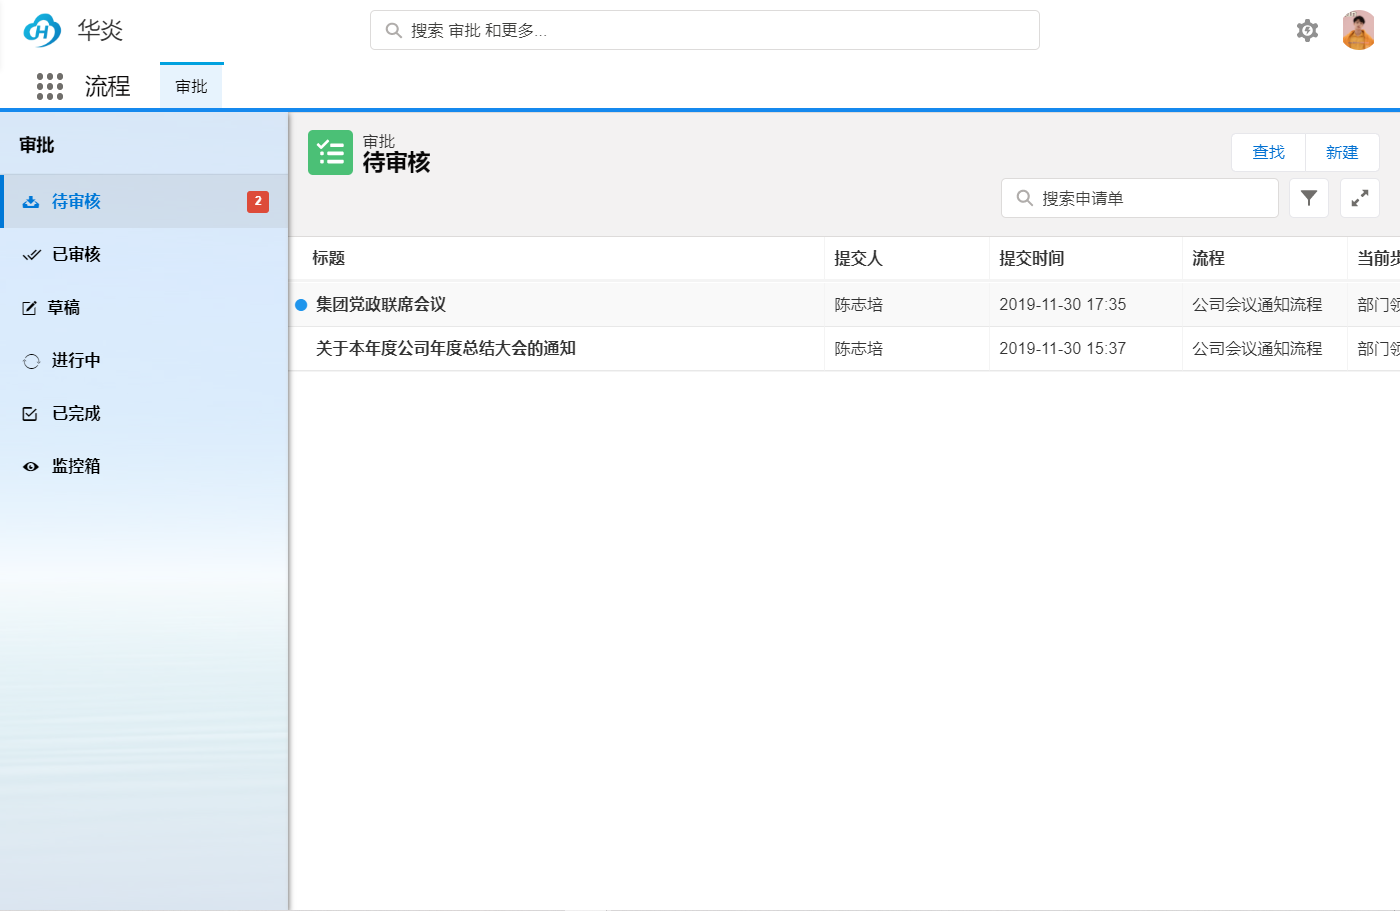 华炎
搜索 审批 和更多...
流程
审批
审批
待审核
2
已审核
草稿
进行中
已完成
监控箱
审批
待审核
查找
新建
搜索申请单
标题 提交人 提交时间 流程 当前步
集团党政联席会议 陈志培 2019-11-30 17:35 公司会议通知流程 部门领
关于本年度公司年度总结大会的通知 陈志培 2019-11-30 15:37 公司会议通知流程 部门领